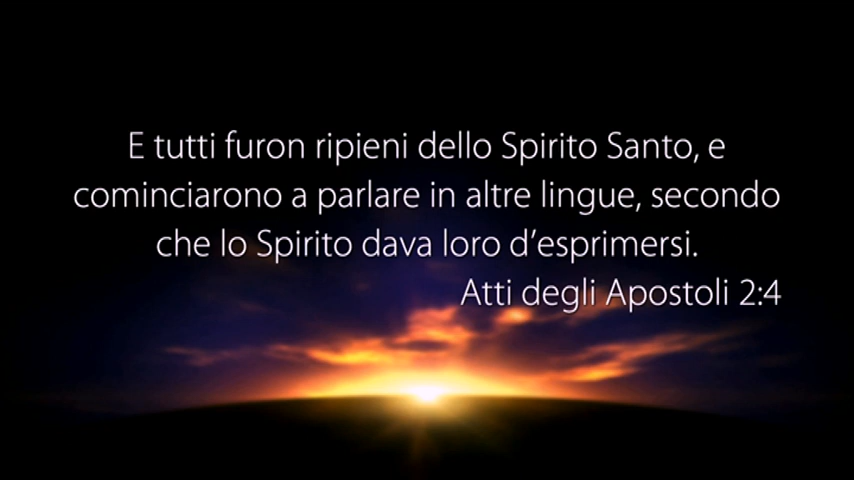 E tutti furon ripieni dello Spirito Santo, e
cominciarono a parlare in altre lingue, secondo
che lo Spirito dava loro d’esprimersi.
Atti degli Apostoli 2:4